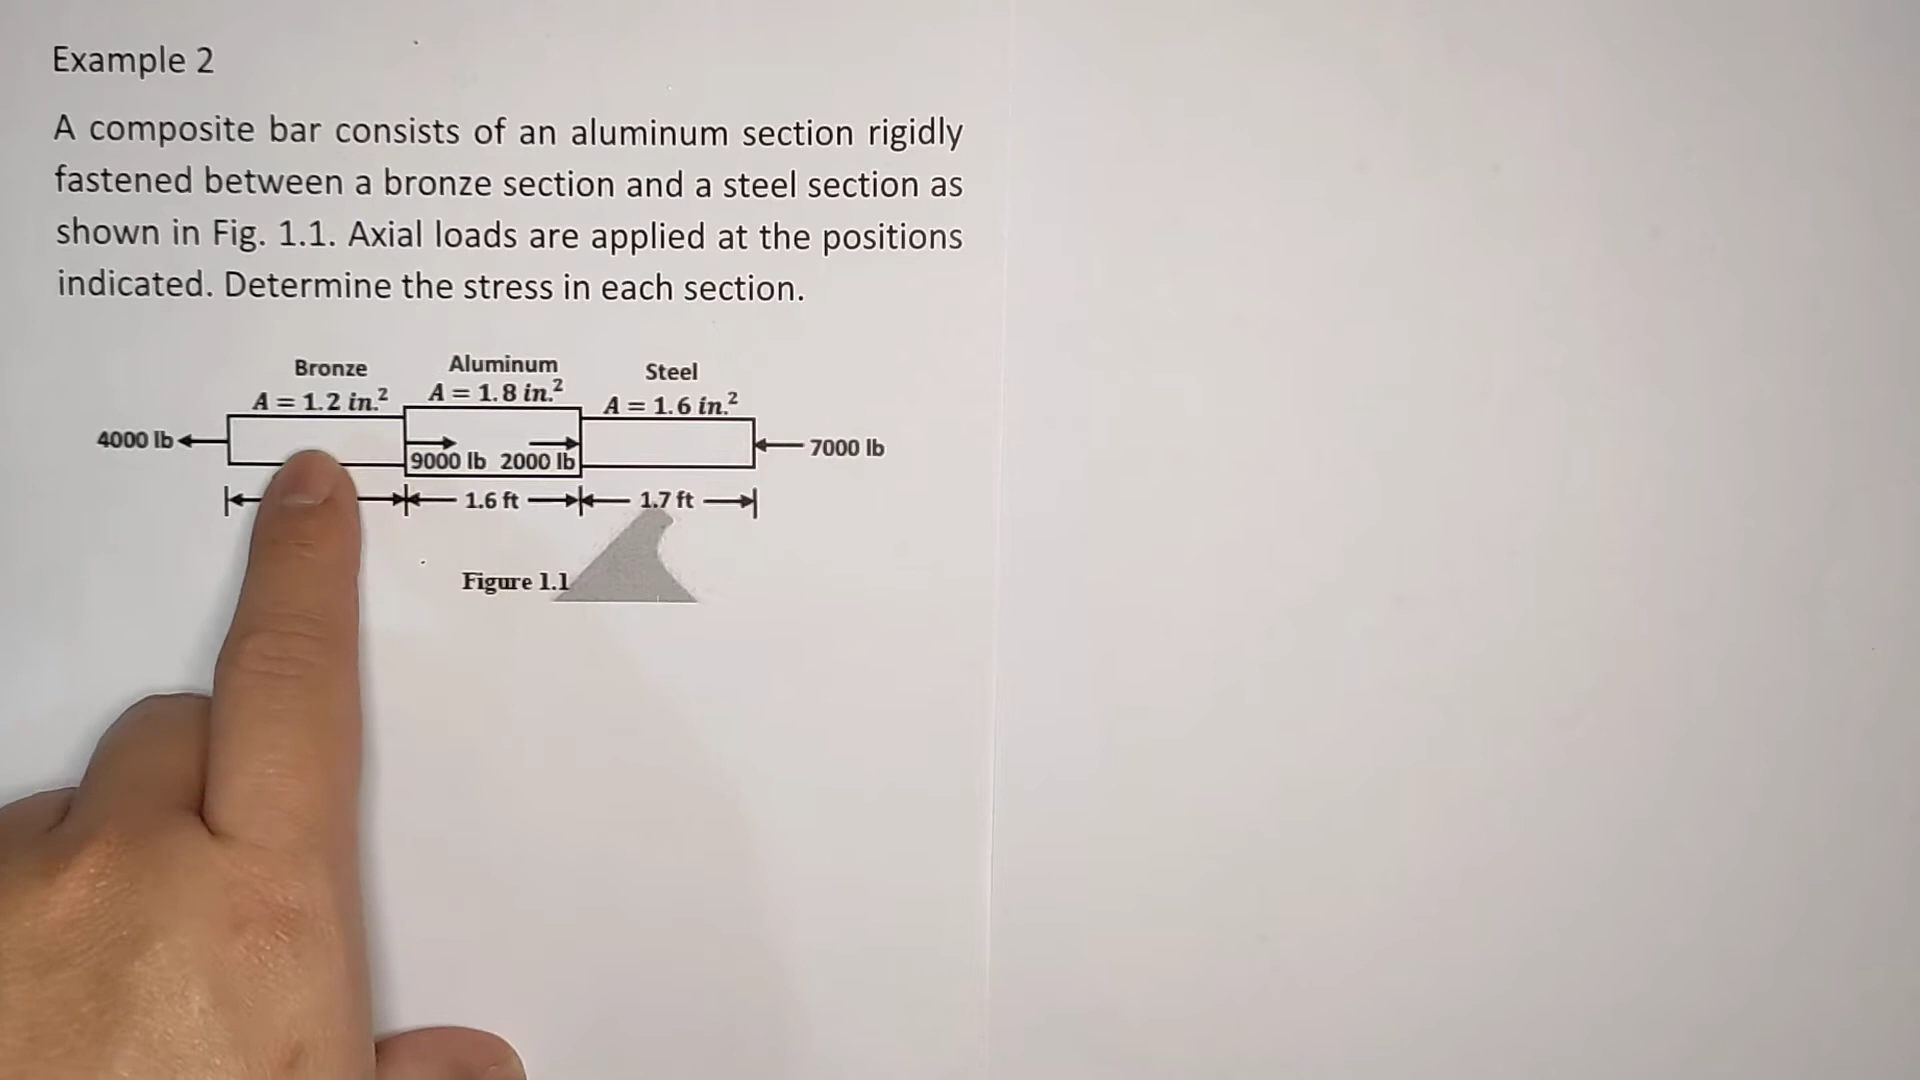 Example 2
A composite bar consists of an aluminum section rigidly
fastened between a bronze section and a steel section as
shown in Fig. 1.1. Axial loads are applied at the positions
indicated. Determine the stress in each section.
Bronze
A = 1.2 in.²
Aluminum
A = 1.8 in.²
Steel
A = 1.6 in.²
4000 lb
9000 lb 2000 lb
7000 lb
1.6 ft
1.7 ft
Figure 1.1